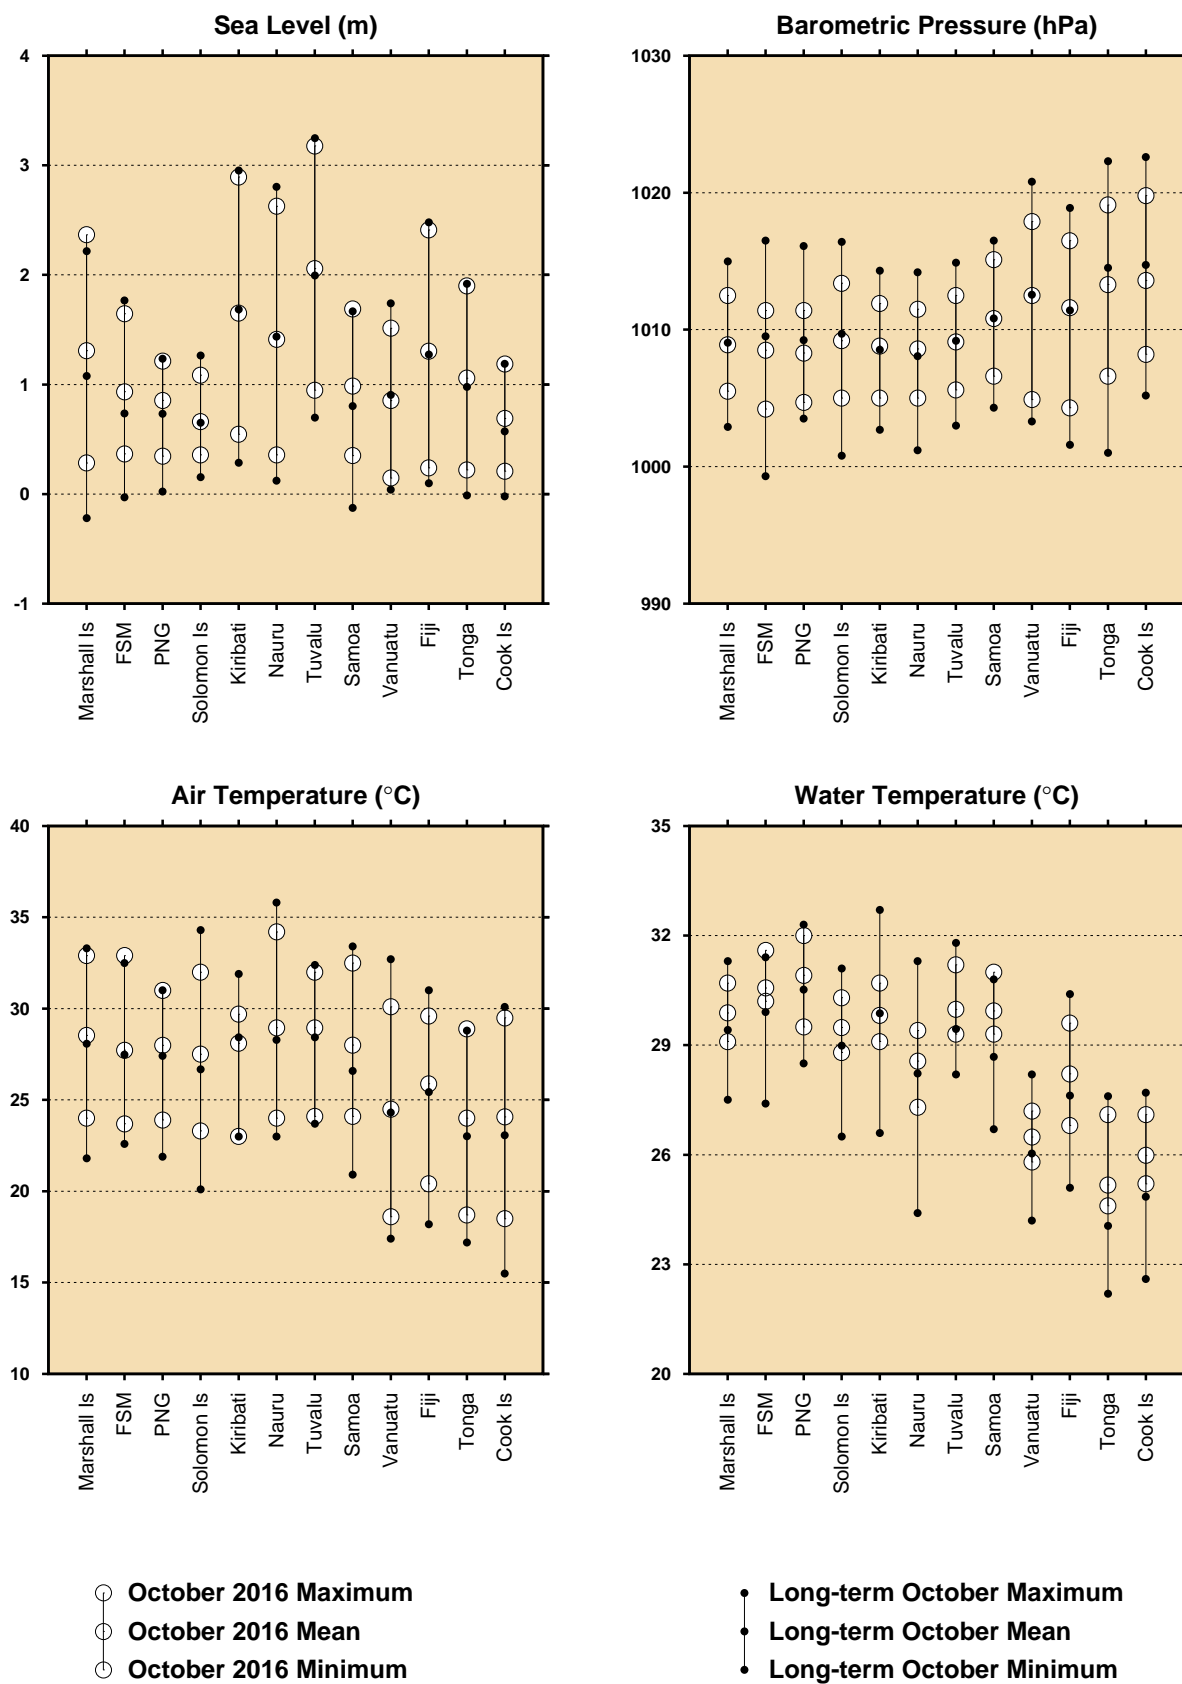 Sea Level (m)
4
3
2
1
0
-1
Marshall Is
FSM
PNG
Solomon Is
Kiribati
Nauru
Tuvalu
Samoa
Vanuatu
Fiji
Tonga
Cook Is
Barometric Pressure (hPa)
1030
1020
1010
1000
990
Marshall Is
FSM
PNG
Solomon Is
Kiribati
Nauru
Tuvalu
Samoa
Vanuatu
Fiji
Tonga
Cook Is
Air Temperature (°C)
40
35
30
25
20
15
10
Marshall Is
FSM
PNG
Solomon Is
Kiribati
Nauru
Tuvalu
Samoa
Vanuatu
Fiji
Tonga
Cook Is
Water Temperature (°C)
35
32
29
26
23
20
Marshall Is
FSM
PNG
Solomon Is
Kiribati
Nauru
Tuvalu
Samoa
Vanuatu
Fiji
Tonga
Cook Is
October 2016 Maximum
October 2016 Mean
October 2016 Minimum
Long-term October Maximum
Long-term October Mean
Long-term October Minimum